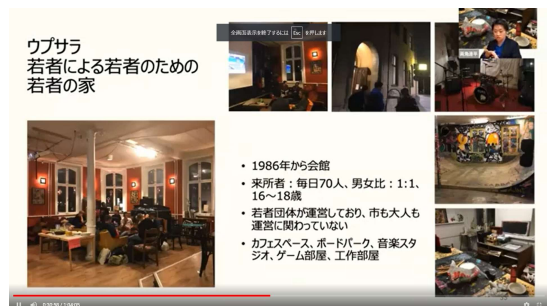 全画面表示を終了するには Esc を押します
ウプサラ
若者による若者のための
若者の家
• 1986年から会館
• 来所者：毎日70人、男女比：1:1、
16～18歳
• 若者団体が運営しており、市も大人も
運営に関わっていない
• カフェスペース、ボードパーク、音楽スタ
ジオ、ゲーム部屋、工作部屋